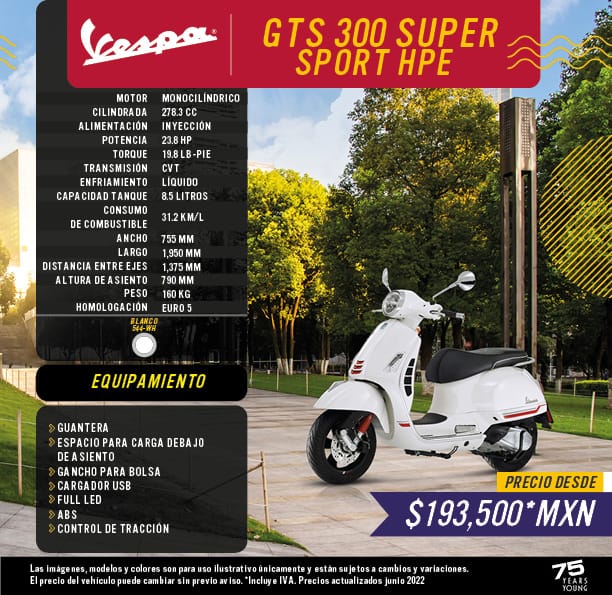 Vespa
GTS 300 SUPER
SPORT HPE
MOTOR MONOCILÍNDRICO
CILINDRADA 278.3 CC
ALIMENTACIÓN INYECCIÓN
POTENCIA 23.8 HP
TORQUE 19.8 LB-PIE
TRANSMISIÓN CVT
ENFRIAMIENTO LÍQUIDO
CAPACIDAD TANQUE 8.5 LITROS
CONSUMO
DE COMBUSTIBLE 31.2 KM/L
ANCHO 755 MM
LARGO 1,950 MM
DISTANCIA ENTRE EJES 1,375 MM
ALTURA DE ASIENTO 790 MM
PESO 160 KG
HOMOLOGACIÓN EURO 5
BLANCO
544-WH
EQUIPAMIENTO
GUANTERA
ESPACIO PARA CARGA DEBAJO
DE ASIENTO
GANCHO PARA BOLSA
CARGADOR USB
FULL LED
ABS
CONTROL DE TRACCIÓN
PRECIO DESDE
$193,500*MXN
Las imágenes, modelos y colores son para uso ilustrativo únicamente y están sujetos a cambios y variaciones.
El precio del vehículo puede cambiar sin previo aviso. *Incluye IVA. Precios actualizados junio 2022
75
YEARS
YOUNG